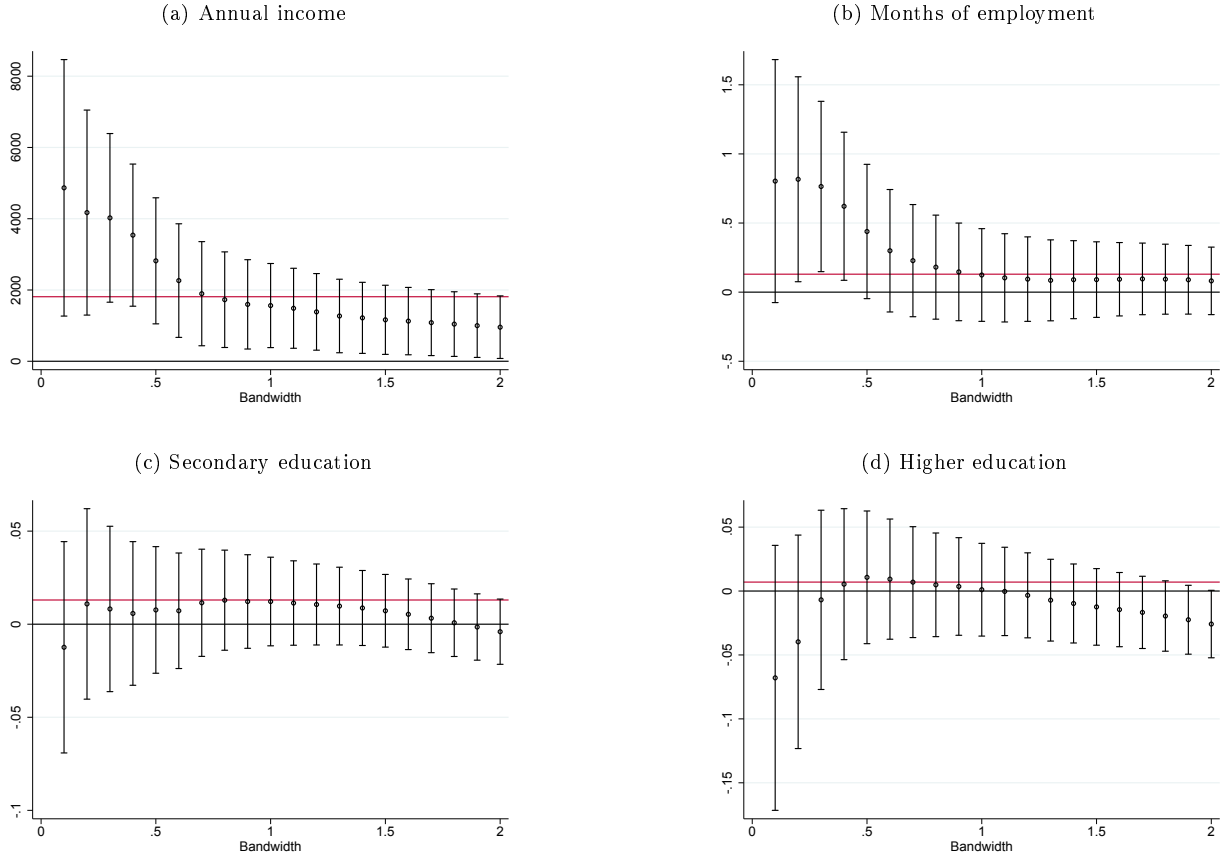 (a) Annual income
(b) Months of employment
8000
6000
4000
2000
0
0 .5 1 1.5 2
Bandwidth
1.5
1
.5
0
-.5
0 .5 1 1.5 2
Bandwidth
(c) Secondary education
(d) Higher education
.05
0
-.05
-.1
0 .5 1 1.5 2
Bandwidth
.05
0
-.05
-.1
-.15
0 .5 1 1.5 2
Bandwidth